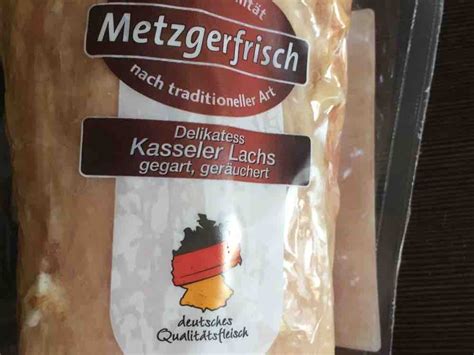 Metzgerfrisch
nach traditioneller Art
Delikatess
Kasseler Lachs
gegart, geräuchert
deutsches
Qualitätsfleisch